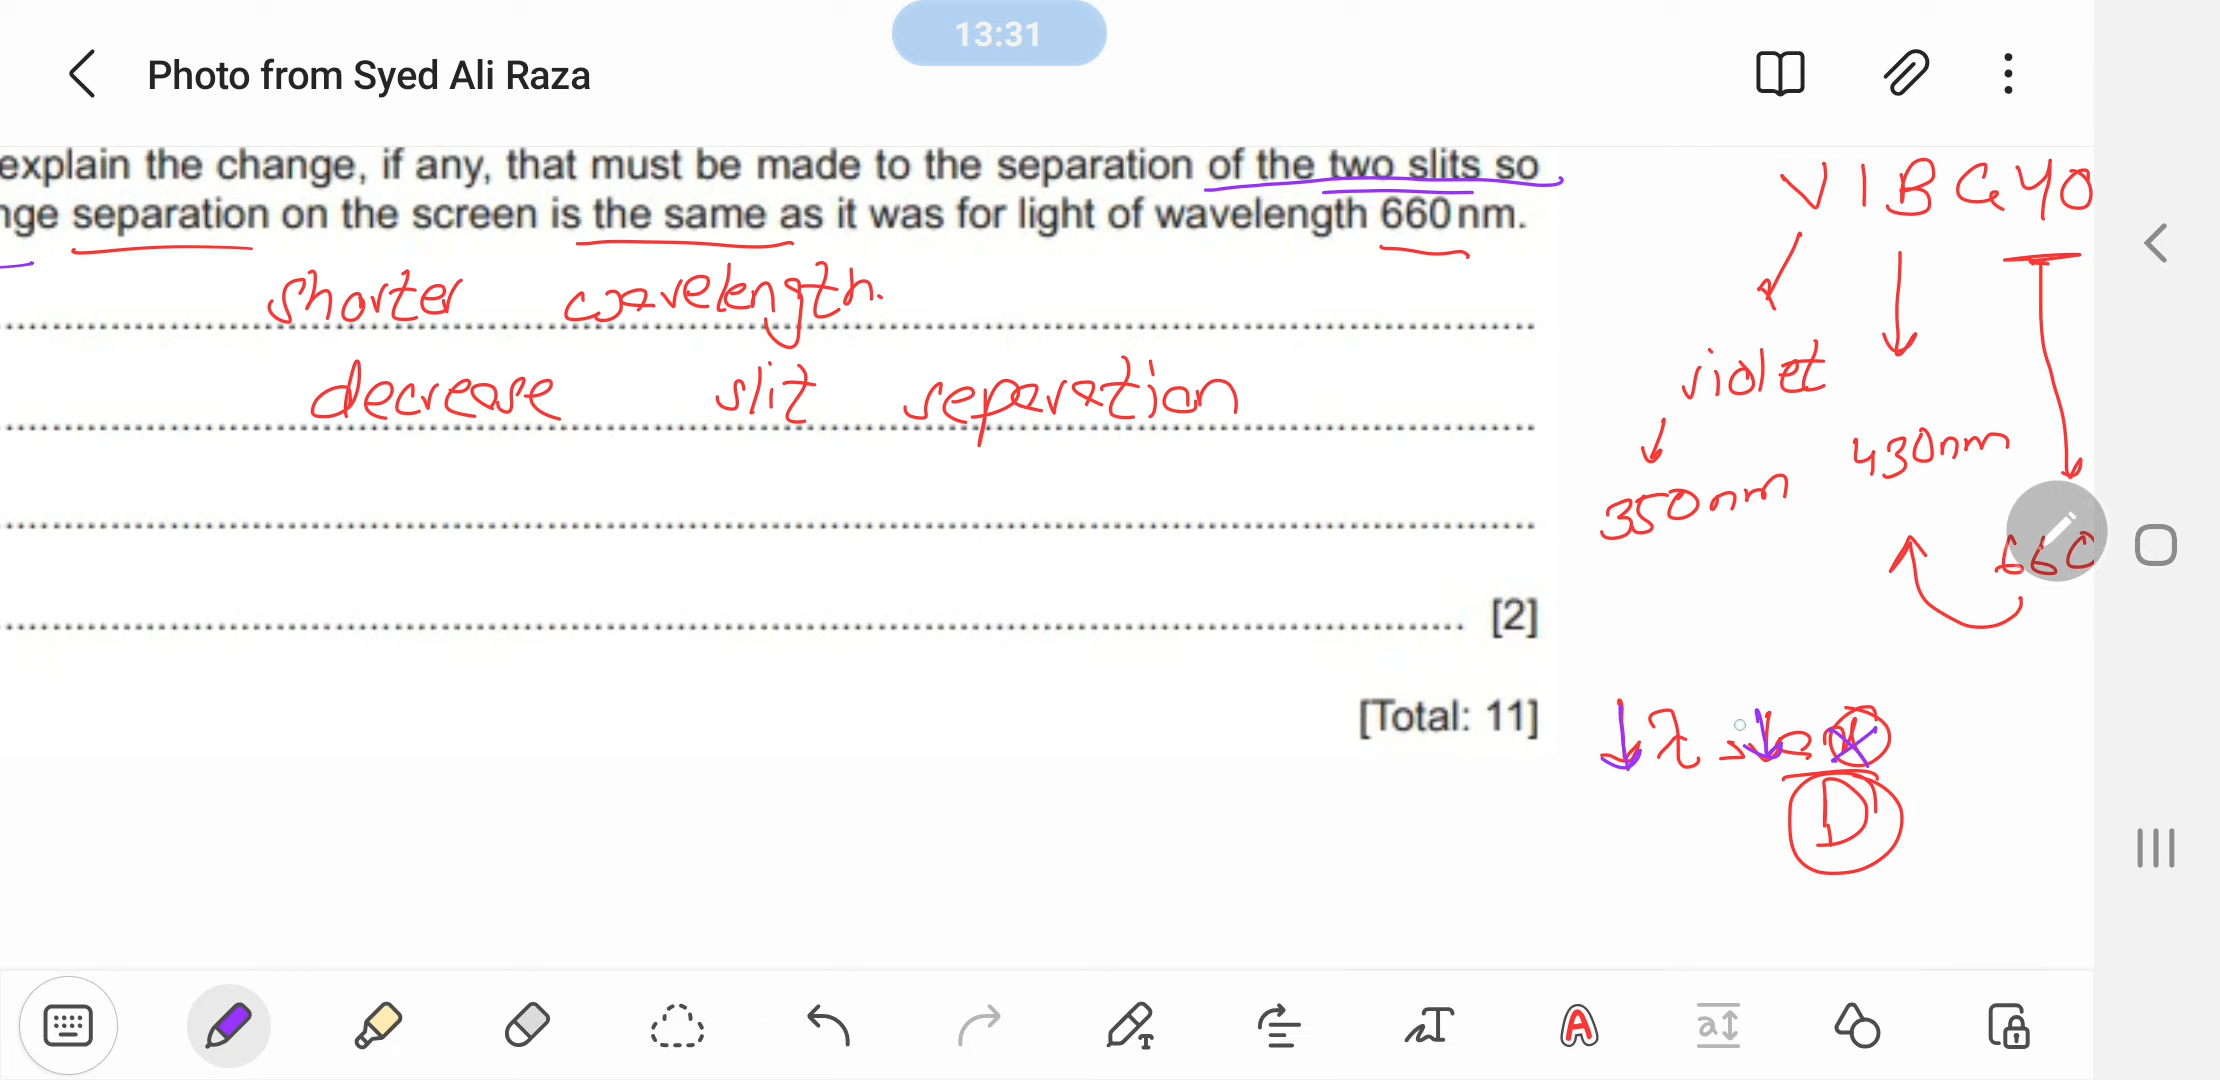 13:31
Photo from Syed Ali Raza
explain the change, if any, that must be made to the separation of the two slits so
nge separation on the screen is the same as it was for light of wavelength 660 nm.
shorter wavelength.
decrease slit separation
[2]
[Total: 11]
V I B G Y O
violet
350nm
430nm
660
λ
D